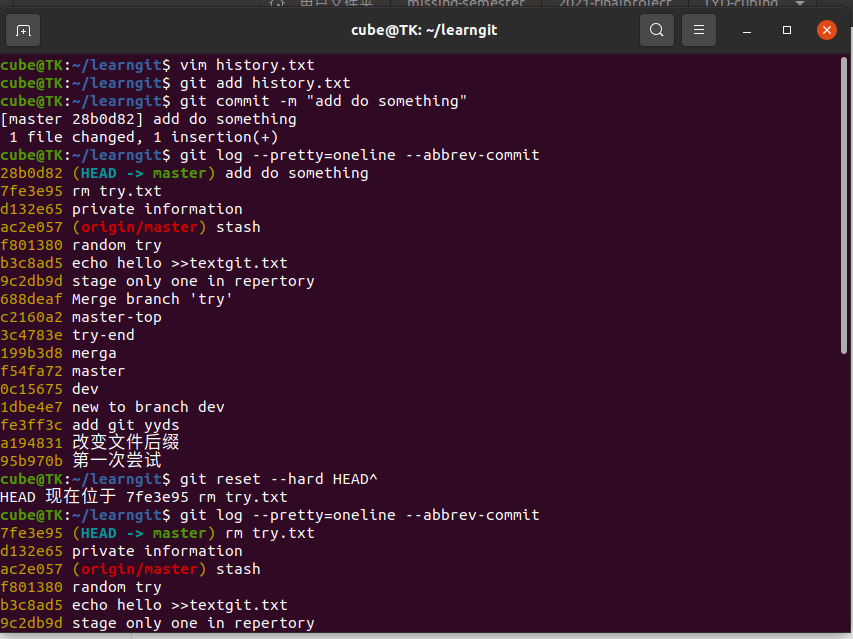 cube@TK: ~/learngit
cube@TK:~/learngit$ vim history.txt
cube@TK:~/learngit$ git add history.txt
cube@TK:~/learngit$ git commit -m "add do something"
[master 28b0d82] add do something
 1 file changed, 1 insertion(+)
cube@TK:~/learngit$ git log --pretty=oneline --abbrev-commit
28b0d82 (HEAD -> master) add do something
7fe3e95 rm try.txt
d132e65 private information
ac2e057 (origin/master) stash
f801380 random try
b3c8ad5 echo hello >>textgit.txt
9c2db9d stage only one in repertory
688deaf Merge branch 'try'
c2160a2 master-top
3c4783e try-end
199b3d8 merga
f54fa72 master
0c15675 dev
1dbe4e7 new to branch dev
fe3ff3c add git yyds
a194831 改变文件后缀
95b970b 第一次尝试
cube@TK:~/learngit$ git reset --hard HEAD^
HEAD 现在位于 7fe3e95 rm try.txt
cube@TK:~/learngit$ git log --pretty=oneline --abbrev-commit
7fe3e95 (HEAD -> master) rm try.txt
d132e65 private information
ac2e057 (origin/master) stash
f801380 random try
b3c8ad5 echo hello >>textgit.txt
9c2db9d stage only one in repertory